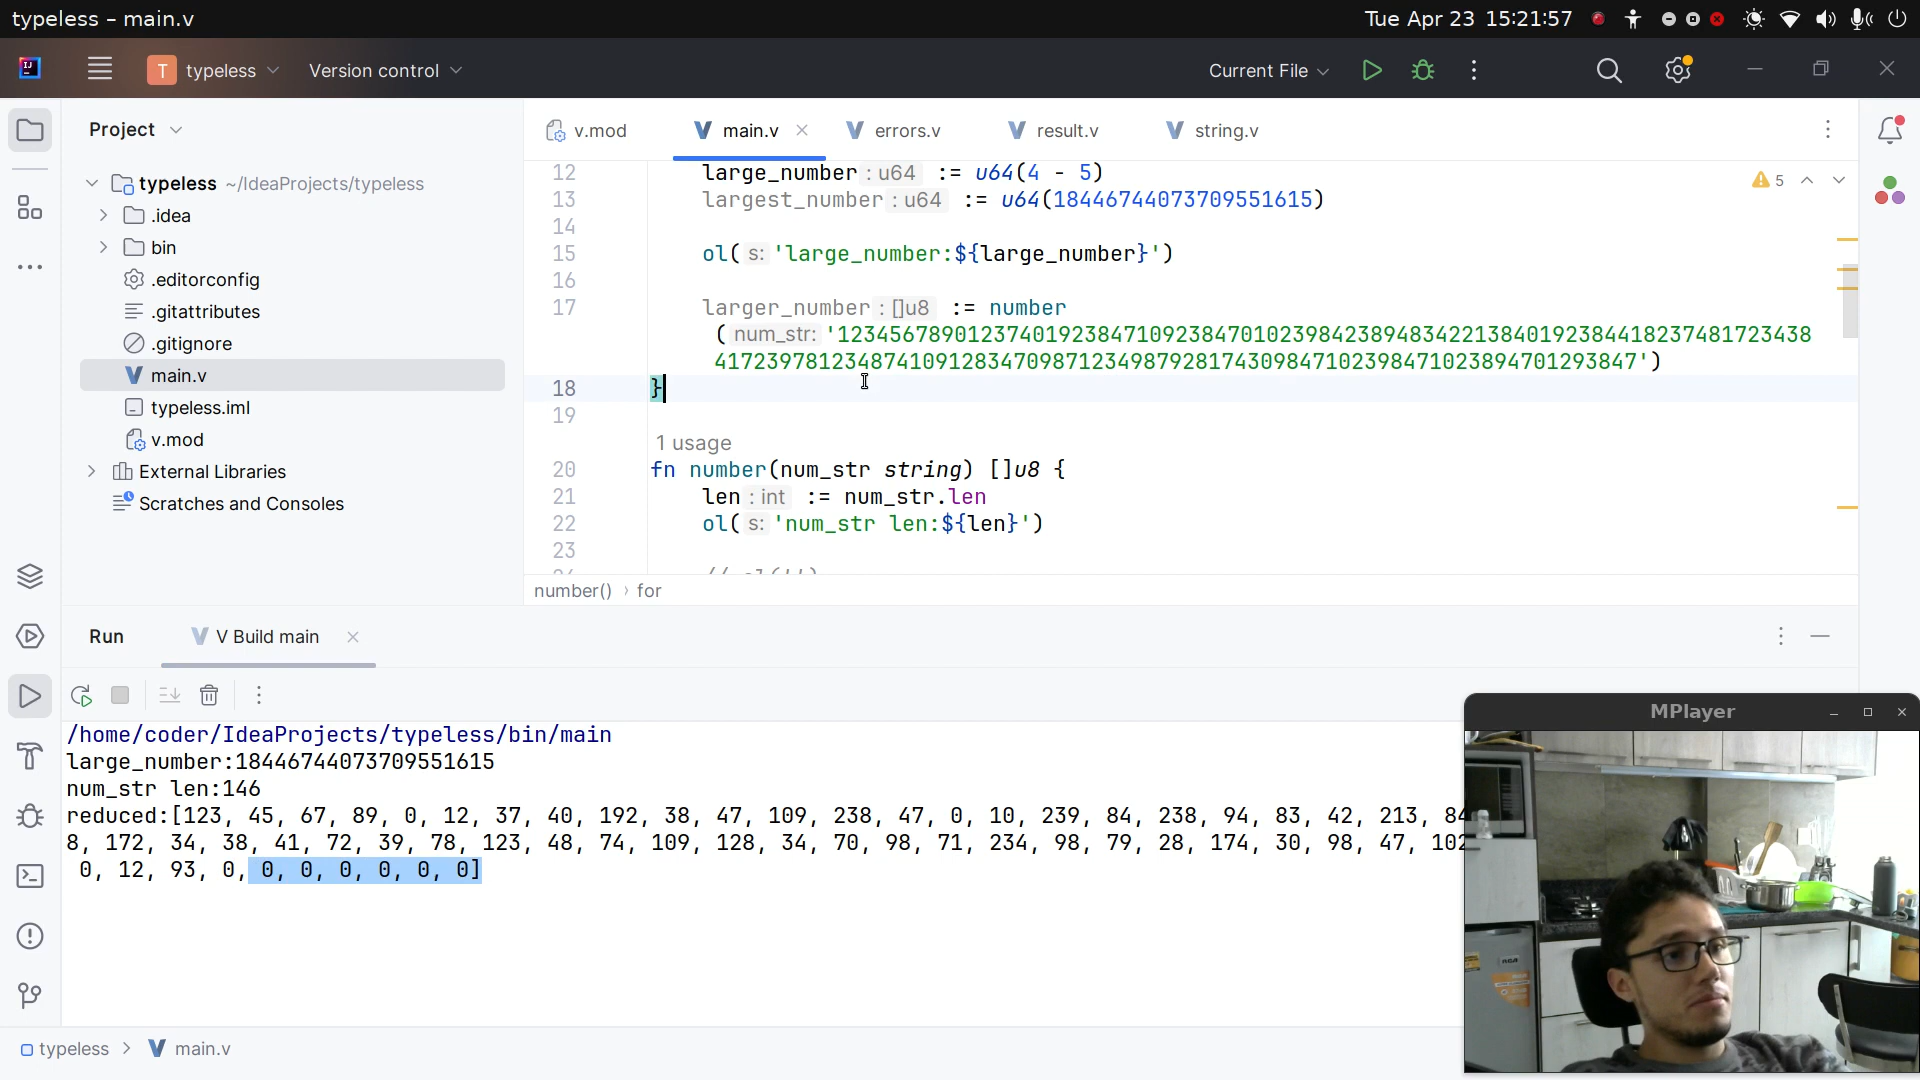 typeless – main.v
Tue Apr 23 15:21:57
T typeless
Version control
Current File
Project
v.mod
main.v
errors.v
result.v
string.v
typeless ~/IdeaProjects/typeless
.idea
bin
.editorconfig
.gitattributes
.gitignore
main.v
typeless.iml
v.mod
External Libraries
Scratches and Consoles
5
12 large_number : u64 := u64(4 - 5)
13 largest_number : u64 := u64(18446744073709551615)
14
15 ol( s: 'large_number:${large_number}')
16
17 larger_number : []u8 := number
( num_str: '123456789012374019238471092384701023984238948342213840192384418237481723438
4172397812348741091283470987123498792817430984710239847102389470129 3847')
18 }
19
1 usage
20 fn number(num_str string) []u8 {
21 len : int := num_str.len
22 ol( s: 'num_str len:${len}')
23
number() › for
Run
V Build main
/home/coder/IdeaProjects/typeless/bin/main
large_number:18446744073709551615
num_str len:146
reduced:[123, 45, 67, 89, 0, 12, 37, 40, 192, 38, 47, 109, 238, 47, 0, 10, 239, 84, 238, 94, 83, 42, 213, 84
8, 172, 34, 38, 41, 72, 39, 78, 123, 48, 74, 109, 128, 34, 70, 98, 71, 234, 98, 79, 28, 174, 30, 98, 47, 102
0, 12, 93, 0, 0, 0, 0, 0, 0, 0]
MPlayer
typeless
main.v